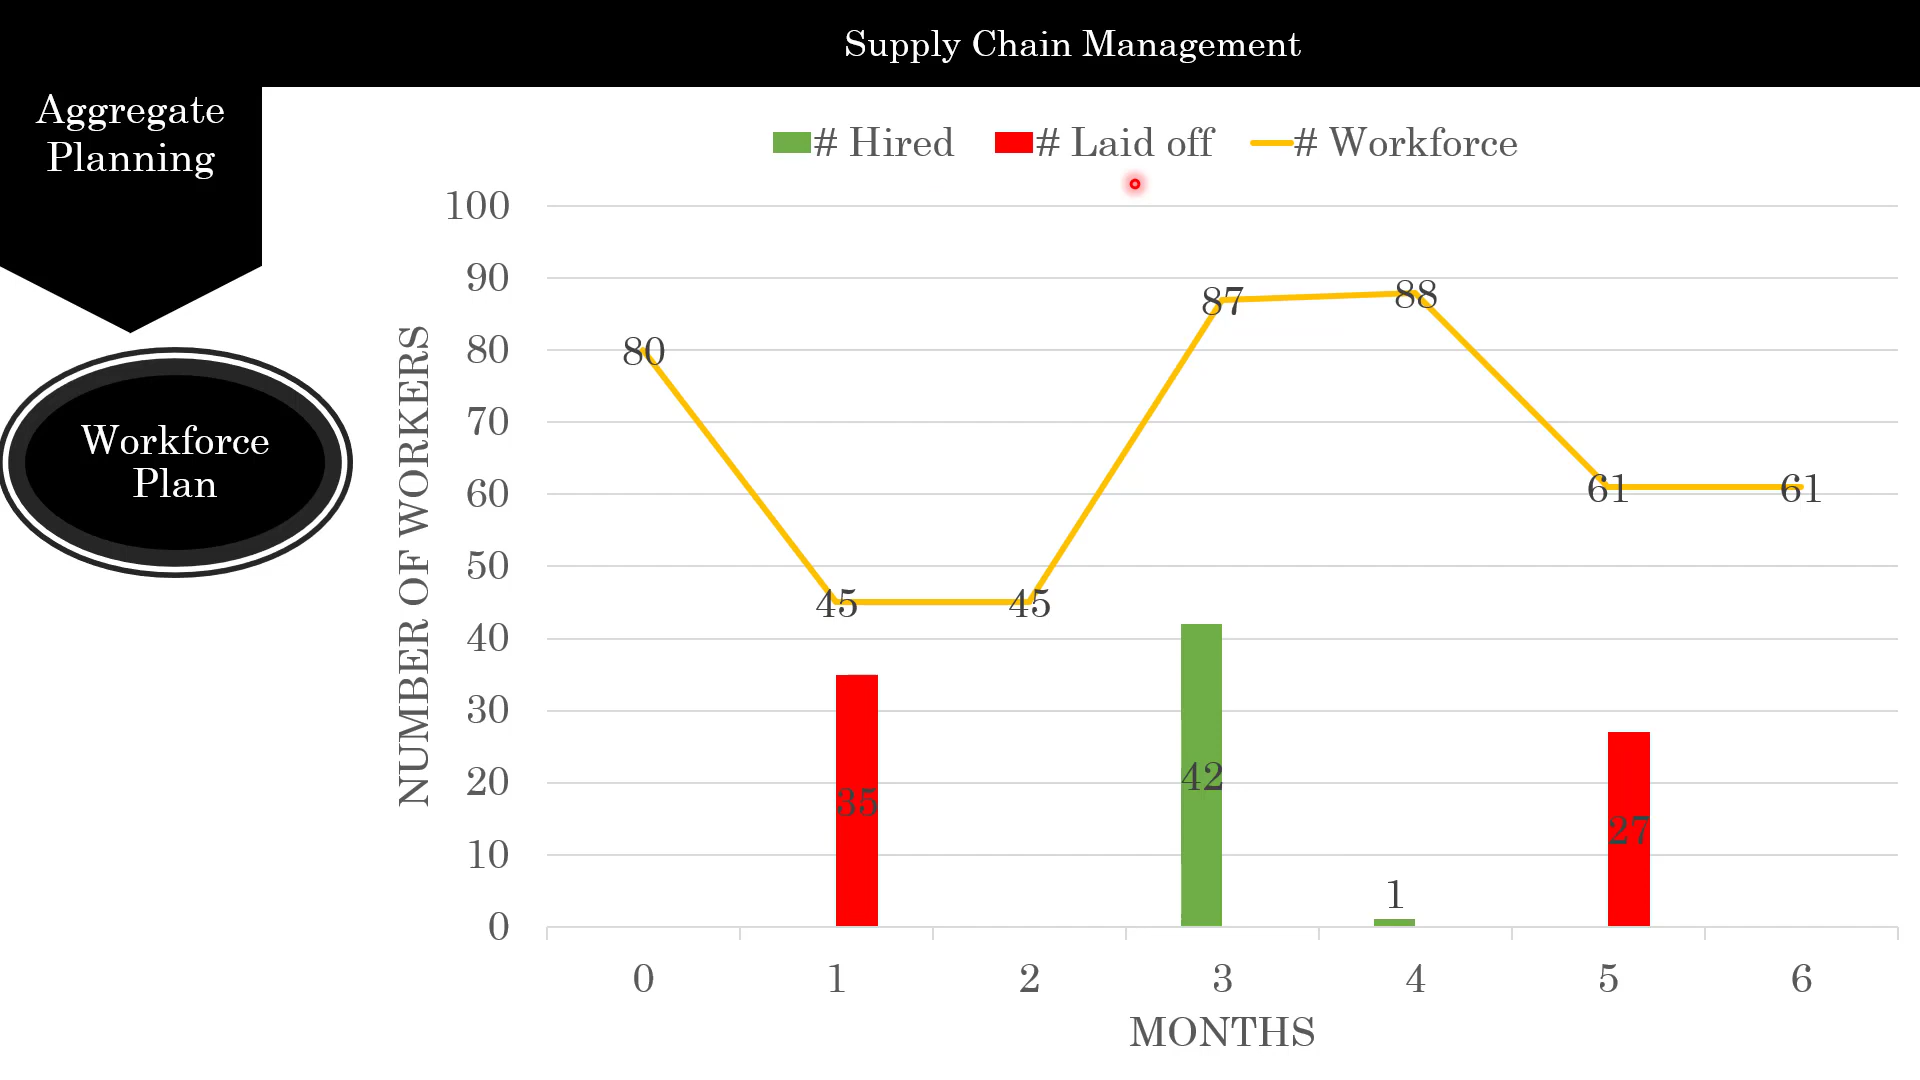 Supply Chain Management
Aggregate
Planning
Workforce
Plan
# Hired # Laid off # Workforce
NUMBER OF WORKERS
100
90
80
70
60
50
40
30
20
10
0
80
45
45
87
88
61
61
35
42
1
27
0 1 2 3 4 5 6
MONTHS